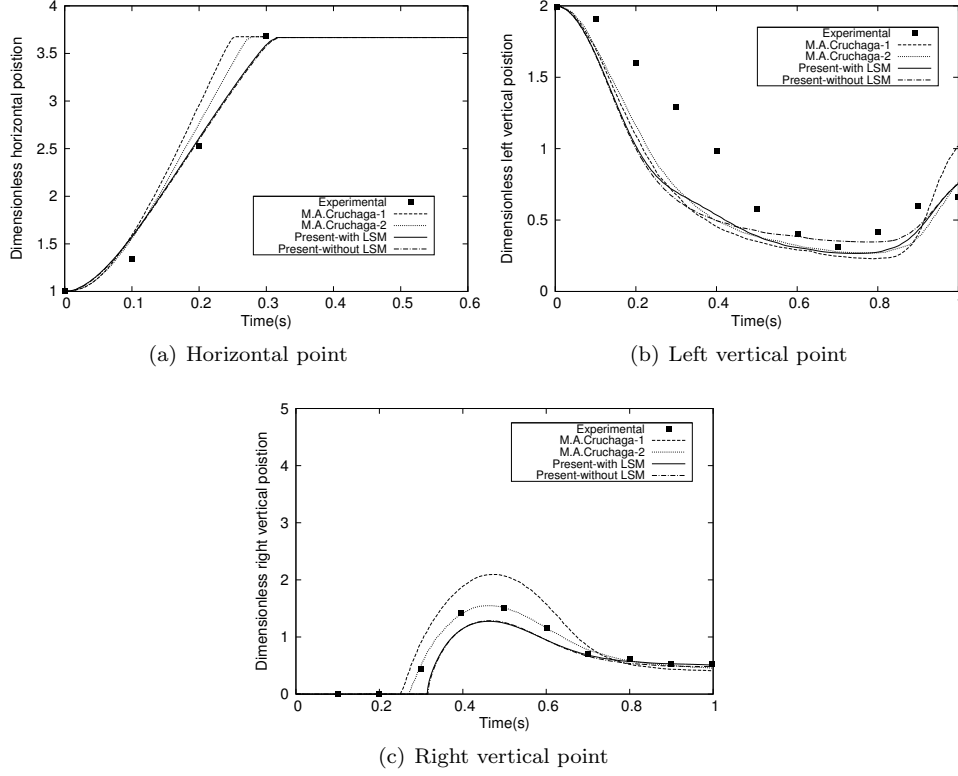 4
3.5
3
2.5
2
1.5
1
0
0.1
0.2
0.3
0.4
0.5
0.6
Dimensionless horizontal poistion
Time(s)
Experimental
M.A.Cruchaga-1
M.A.Cruchaga-2
Present-with LSM
Present-without LSM
(a) Horizontal point
2
1.5
1
0.5
0
0
0.2
0.4
0.6
0.8
1
Dimensionless left vertical poistion
Time(s)
Experimental
M.A.Cruchaga-1
M.A.Cruchaga-2
Present-with LSM
Present-without LSM
(b) Left vertical point
5
4
3
2
1
0
0
0.2
0.4
0.6
0.8
1
Dimensionless right vertical poistion
Time(s)
Experimental
M.A.Cruchaga-1
M.A.Cruchaga-2
Present-with LSM
Present-without LSM
(c) Right vertical point